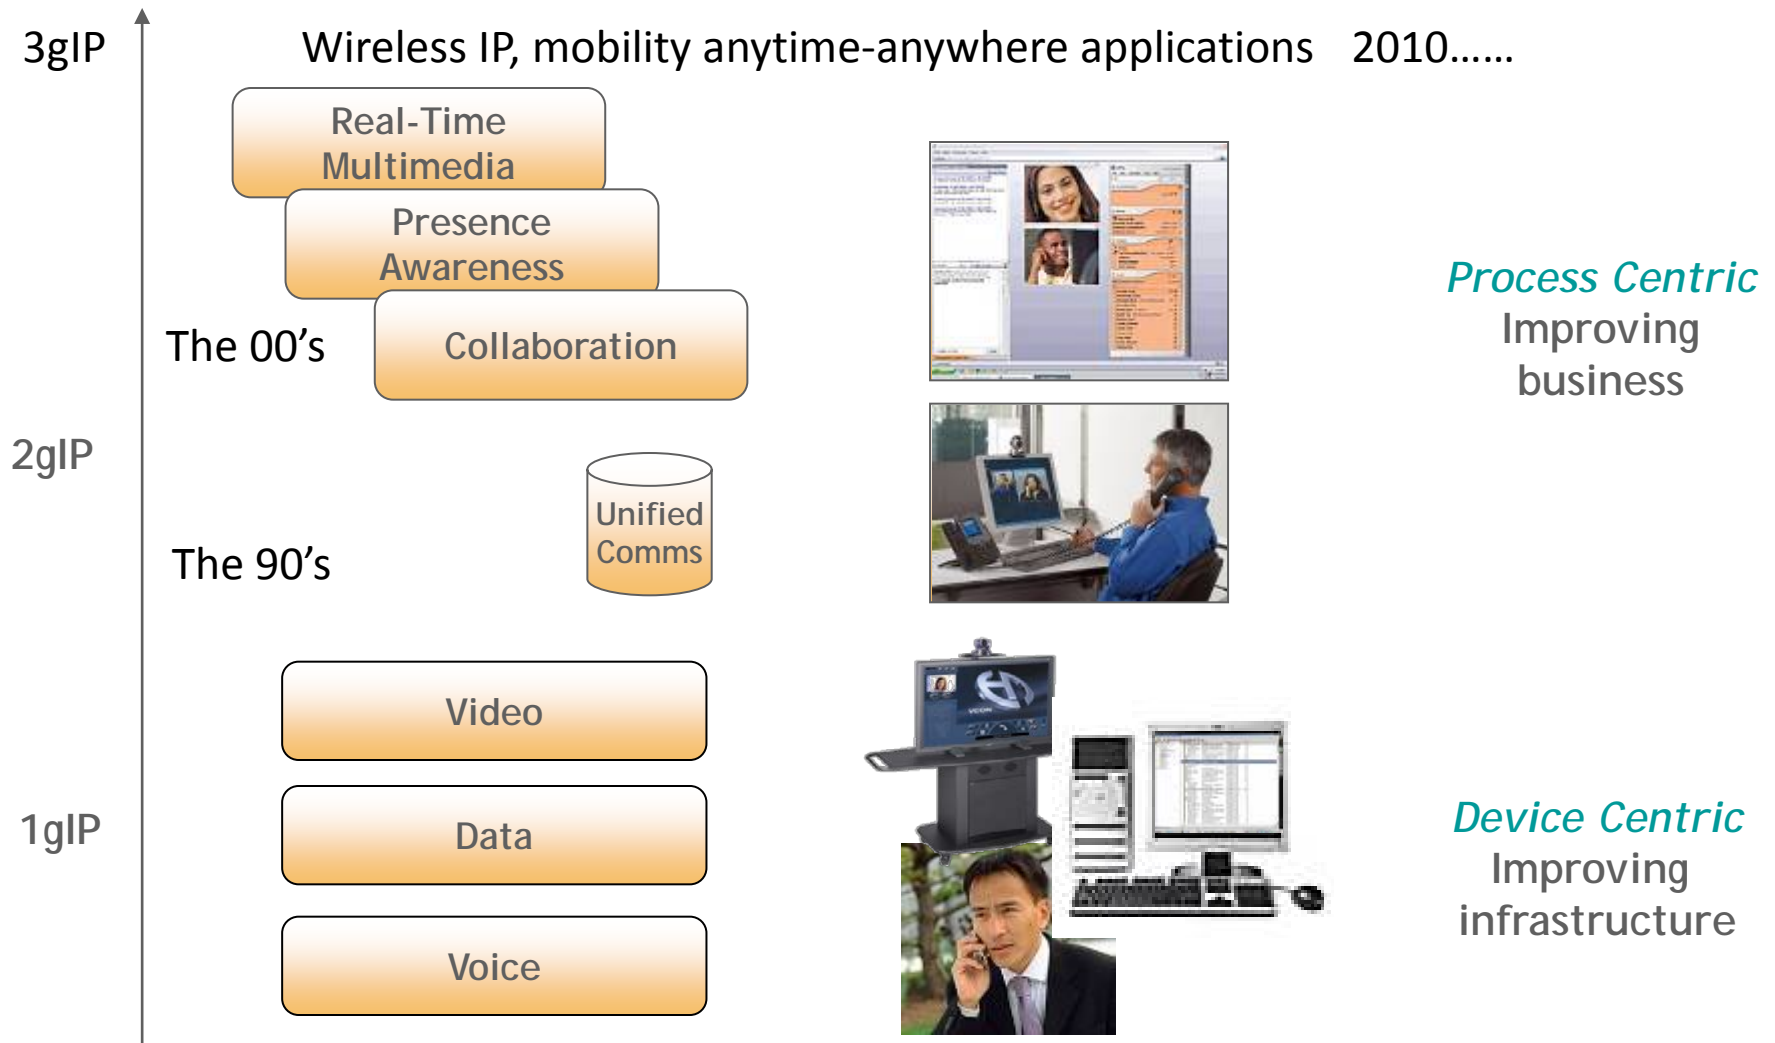 3gIP
Wireless IP, mobility anytime-anywhere applications 2010......
Real-Time
Multimedia
Presence
Awareness
Process Centric
Improving
business
The 00's
Collaboration
2gIP
Unified
Comms
The 90's
Video
VCON
Data
1gIP
Device Centric
Improving
infrastructure
Voice